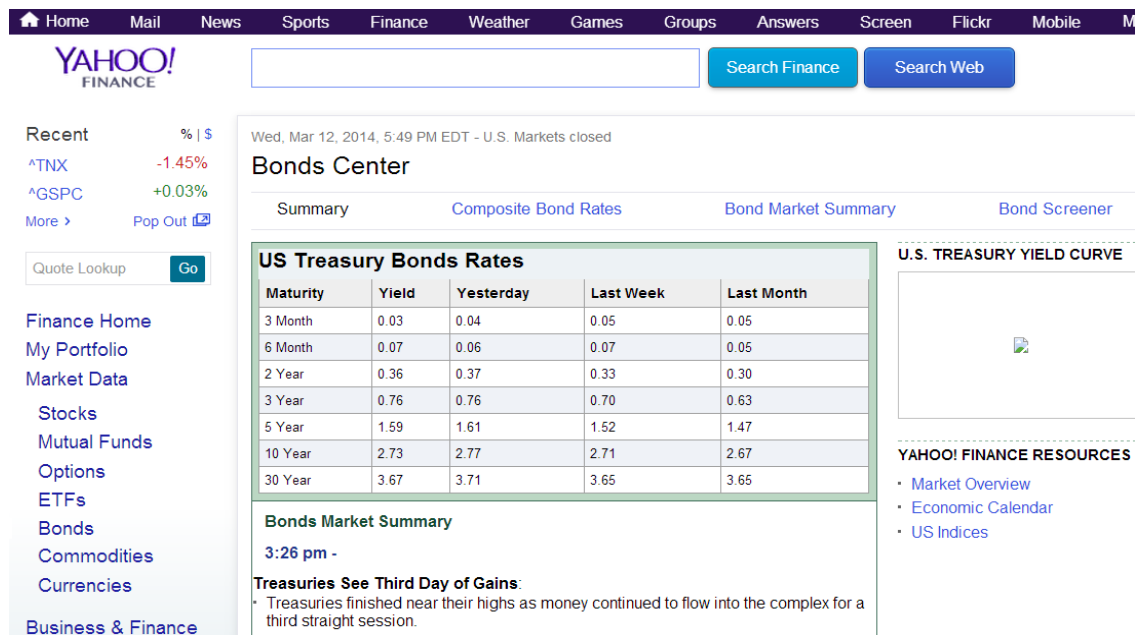 Home Mail News Sports Finance Weather Games Groups Answers Screen Flickr Mobile
YAHOO!
FINANCE
Search Finance
Search Web
Recent % | $
^TNX -1.45%
^GSPC +0.03%
More › Pop Out
Quote Lookup Go
Finance Home
My Portfolio
Market Data
Stocks
Mutual Funds
Options
ETFs
Bonds
Commodities
Currencies
Business & Finance
Wed, Mar 12, 2014, 5:49 PM EDT - U.S. Markets closed
Bonds Center
Summary Composite Bond Rates Bond Market Summary Bond Screener
US Treasury Bonds Rates
Maturity Yield Yesterday Last Week Last Month
3 Month 0.03 0.04 0.05 0.05
6 Month 0.07 0.06 0.07 0.05
2 Year 0.36 0.37 0.33 0.30
3 Year 0.76 0.76 0.70 0.63
5 Year 1.59 1.61 1.52 1.47
10 Year 2.73 2.77 2.71 2.67
30 Year 3.67 3.71 3.65 3.65
Bonds Market Summary
3:26 pm -
Treasuries See Third Day of Gains:
· Treasuries finished near their highs as money continued to flow into the complex for a
third straight session.
U.S. TREASURY YIELD CURVE
YAHOO! FINANCE RESOURCES
· Market Overview
· Economic Calendar
· US Indices